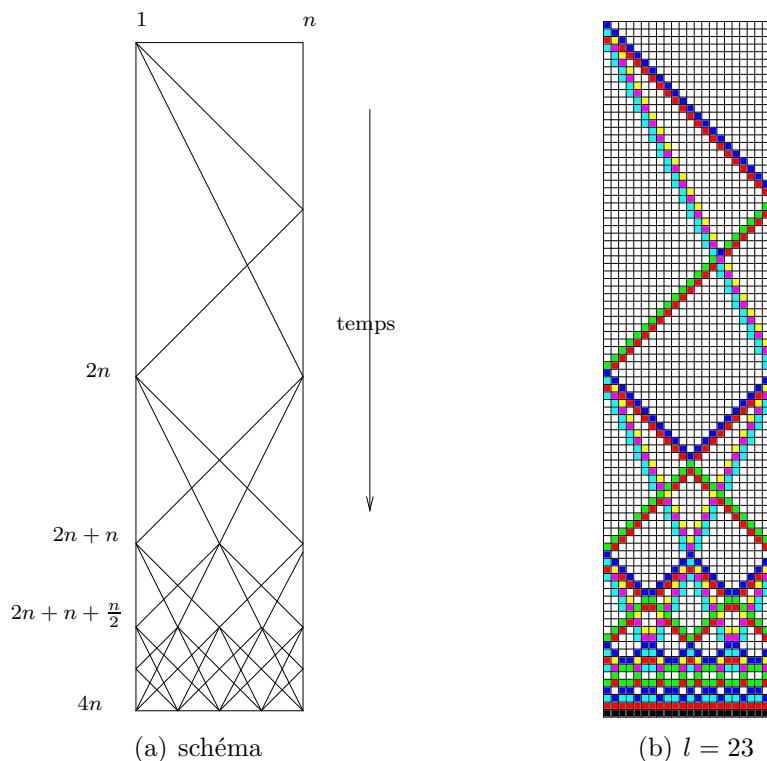 1 n
temps
2n
2n + n
2n + n + n/2
4n
(a) schéma (b) l = 23